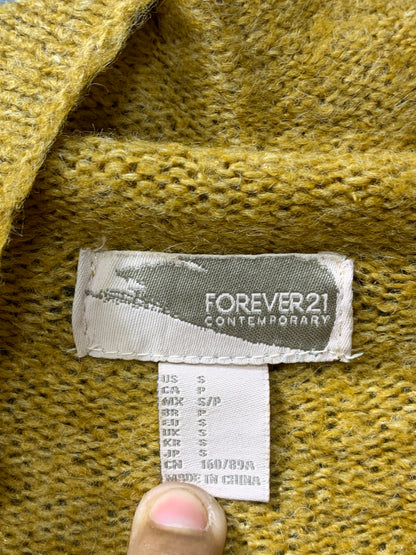 FOREVER21
CONTEMPORARY
US S
CA P
MX S/P
BR P
EU S
UK S
KR S
JP S
CN 160/89A
MADE IN CHINA